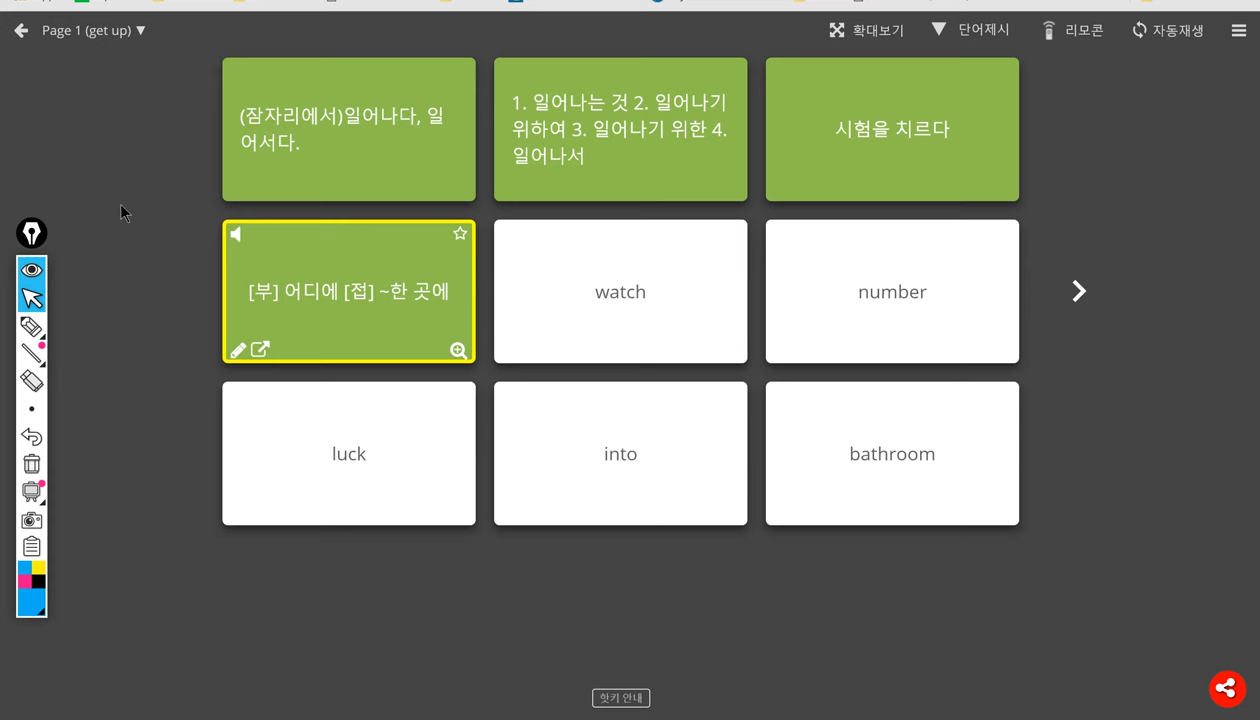 Page 1 (get up) ▼
확대보기
단어제시
리모콘
자동재생
(잠자리에서)일어나다, 일
어서다.
1. 일어나는 것 2. 일어나기
위하여 3. 일어나기 위한 4.
일어나서
시험을 치르다
[부] 어디에 [접] ~한 곳에
watch
number
luck
into
bathroom
핫키 안내